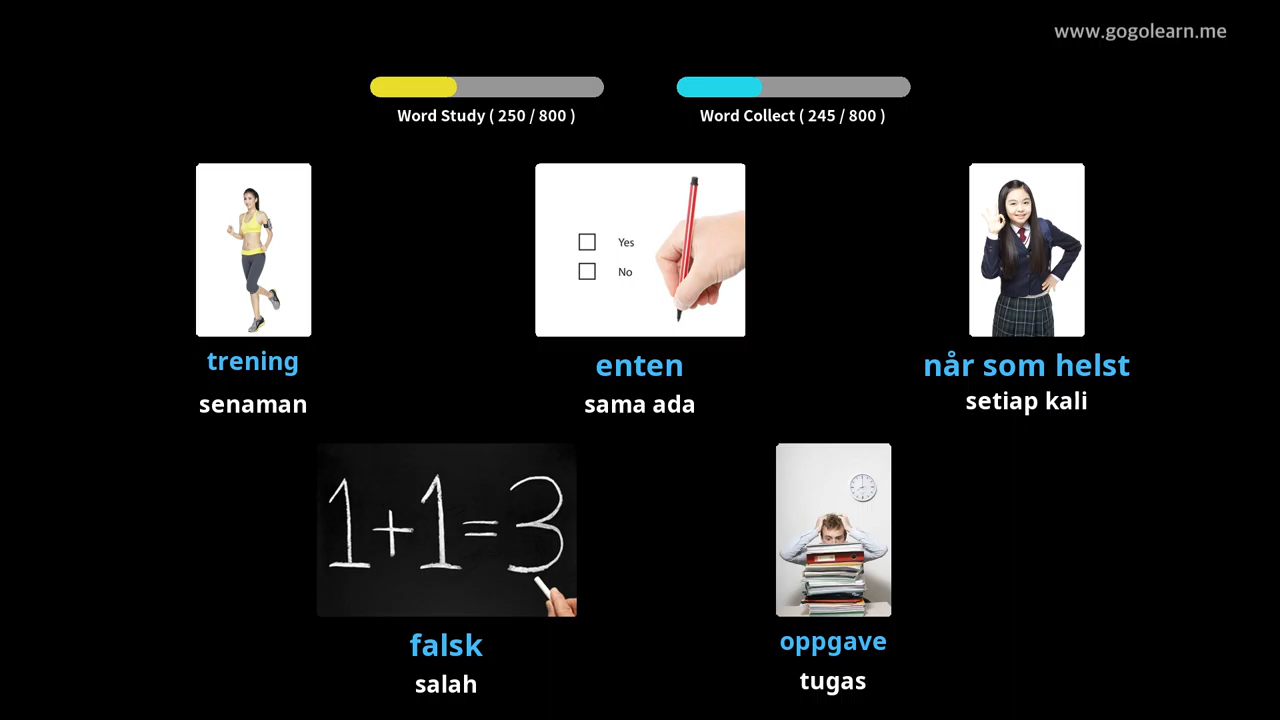 www.gogolearn.me
Word Study ( 250 / 800 )
Word Collect ( 245 / 800 )
Yes
No
trening
senaman
enten
sama ada
når som helst
setiap kali
1+1=3
falsk
salah
oppgave
tugas